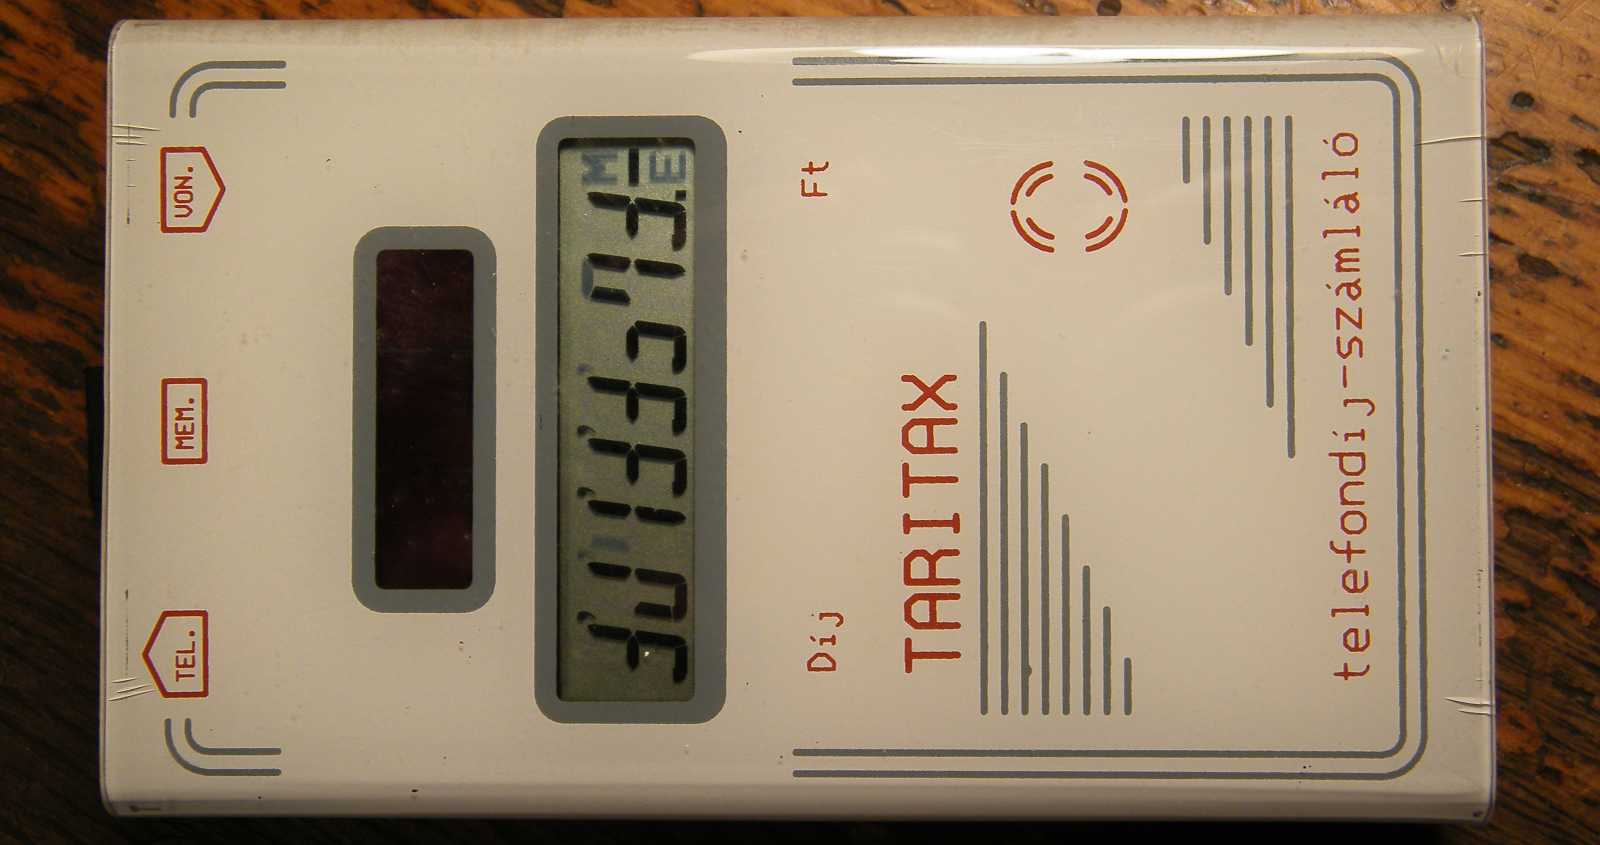 VON.
MEM.
TEL.
M
E
Díj
Ft
TARITAX
telefondíj-számláló